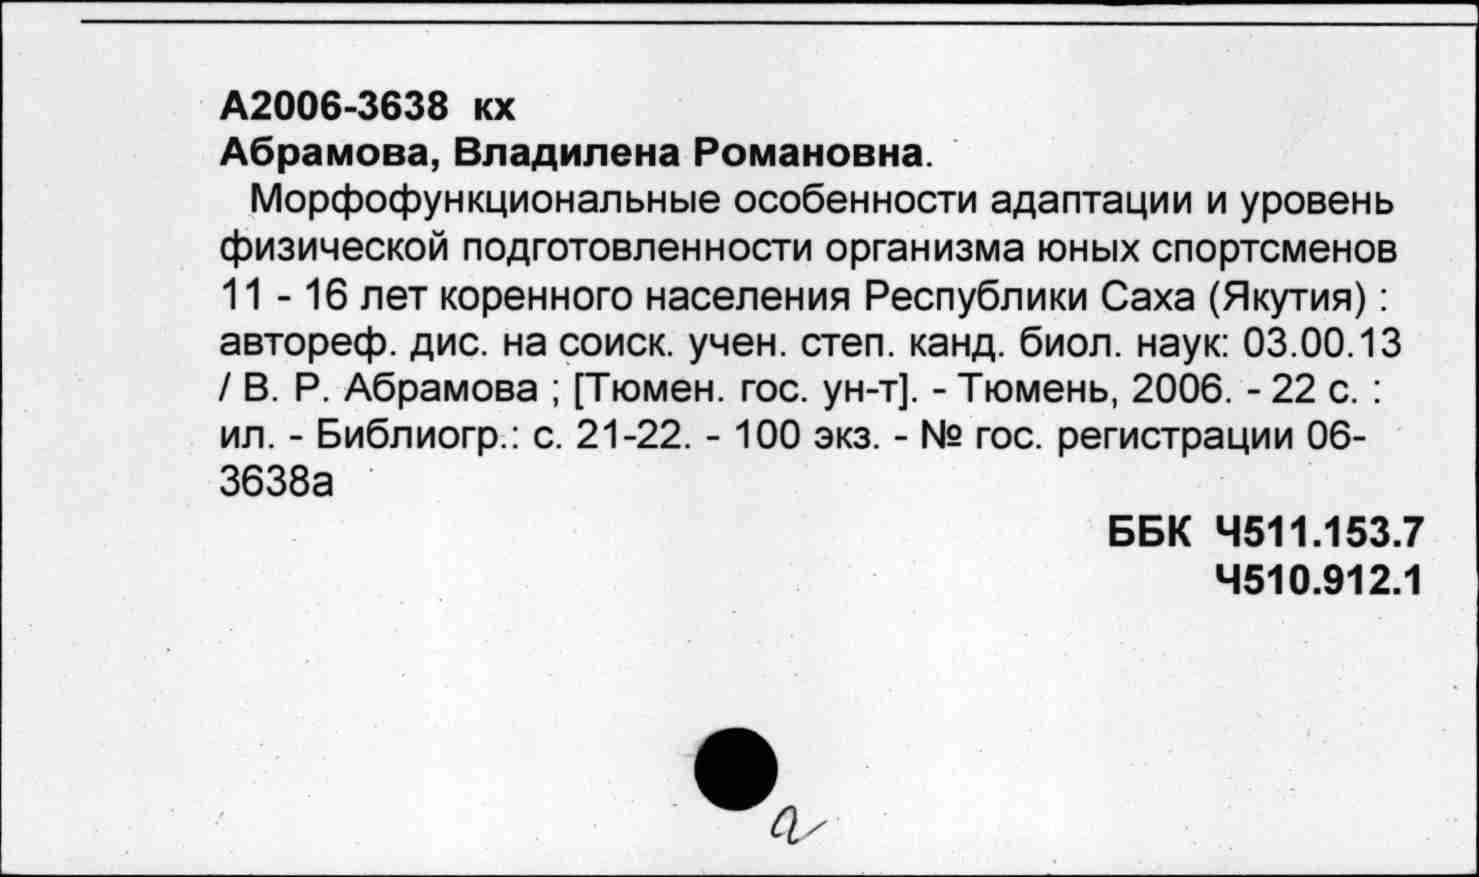 А2006-3638 кх
Абрамова, Владилена Романовна.
Морфофункциональные особенности адаптации и уровень
физической подготовленности организма юных спортсменов
11 - 16 лет коренного населения Республики Саха (Якутия) :
автореф. дис. на соиск. учен. степ. канд. биол. наук: 03.00.13
/ В. Р. Абрамова ; [Тюмен. гос. ун-т]. - Тюмень, 2006. - 22 с. :
ил. - Библиогр.: с. 21-22. - 100 экз. - № гос. регистрации 06-
3638а
ББК Ч511.153.7
Ч510.912.1
а